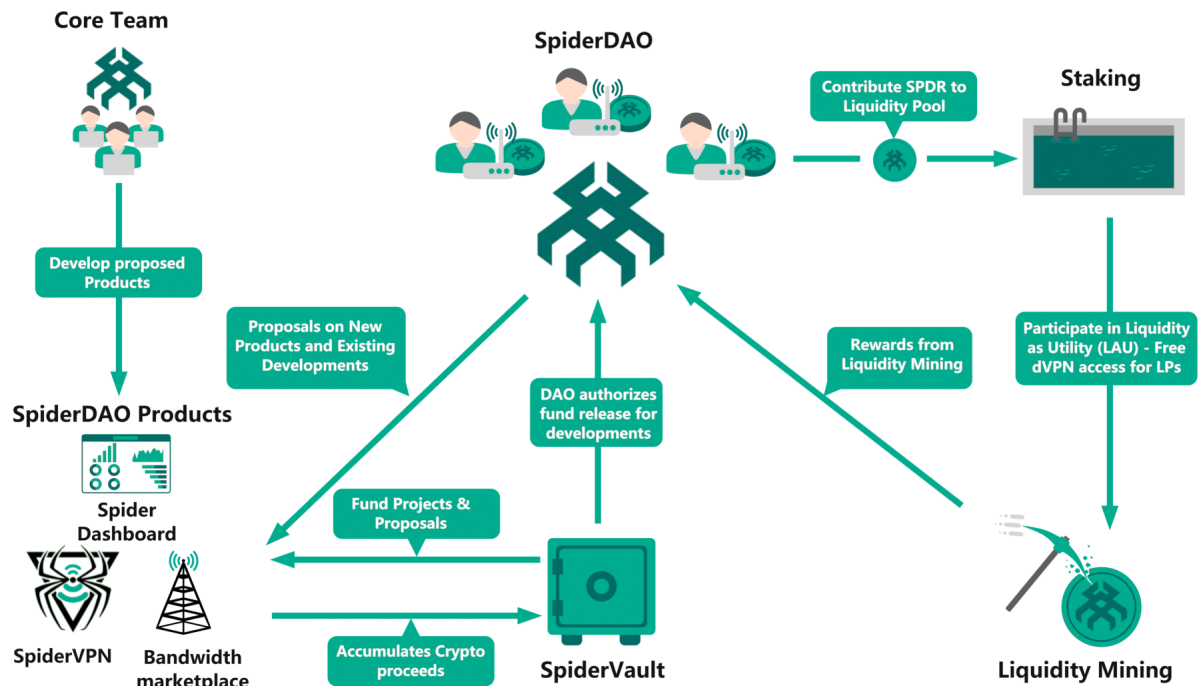 Core Team
SpiderDAO
Contribute SPDR to
Liquidity Pool
Staking
Develop proposed
Products
Proposals on New
Products and Existing
Developments
Rewards from
Liquidity Mining
Participate in Liquidity
as Utility (LAU) - Free
dVPN access for LPs
DAO authorizes
fund release for
developments
SpiderDAO Products
Spider
Dashboard
Fund Projects &
Proposals
SpiderVPN
Bandwidth
marketplace
Accumulates Crypto
proceeds
SpiderVault
Liquidity Mining